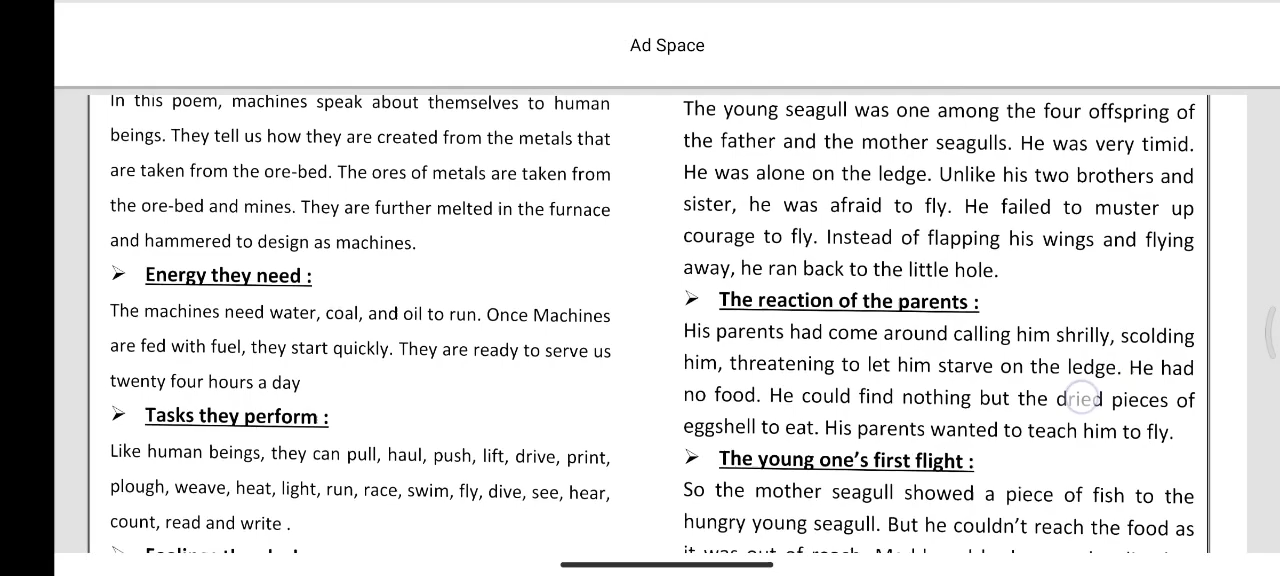 Ad Space
In this poem, machines speak about themselves to human
beings. They tell us how they are created from the metals that
are taken from the ore-bed. The ores of metals are taken from
the ore-bed and mines. They are further melted in the furnace
and hammered to design as machines.
➢ Energy they need :
The machines need water, coal, and oil to run. Once Machines
are fed with fuel, they start quickly. They are ready to serve us
twenty four hours a day
➢ Tasks they perform :
Like human beings, they can pull, haul, push, lift, drive, print,
plough, weave, heat, light, run, race, swim, fly, dive, see, hear,
count, read and write .
The young seagull was one among the four offspring of
the father and the mother seagulls. He was very timid.
He was alone on the ledge. Unlike his two brothers and
sister, he was afraid to fly. He failed to muster up
courage to fly. Instead of flapping his wings and flying
away, he ran back to the little hole.
➢ The reaction of the parents :
His parents had come around calling him shrilly, scolding
him, threatening to let him starve on the ledge. He had
no food. He could find nothing but the dried pieces of
eggshell to eat. His parents wanted to teach him to fly.
➢ The young one’s first flight :
So the mother seagull showed a piece of fish to the
hungry young seagull. But he couldn’t reach the food as
it was out of reach.